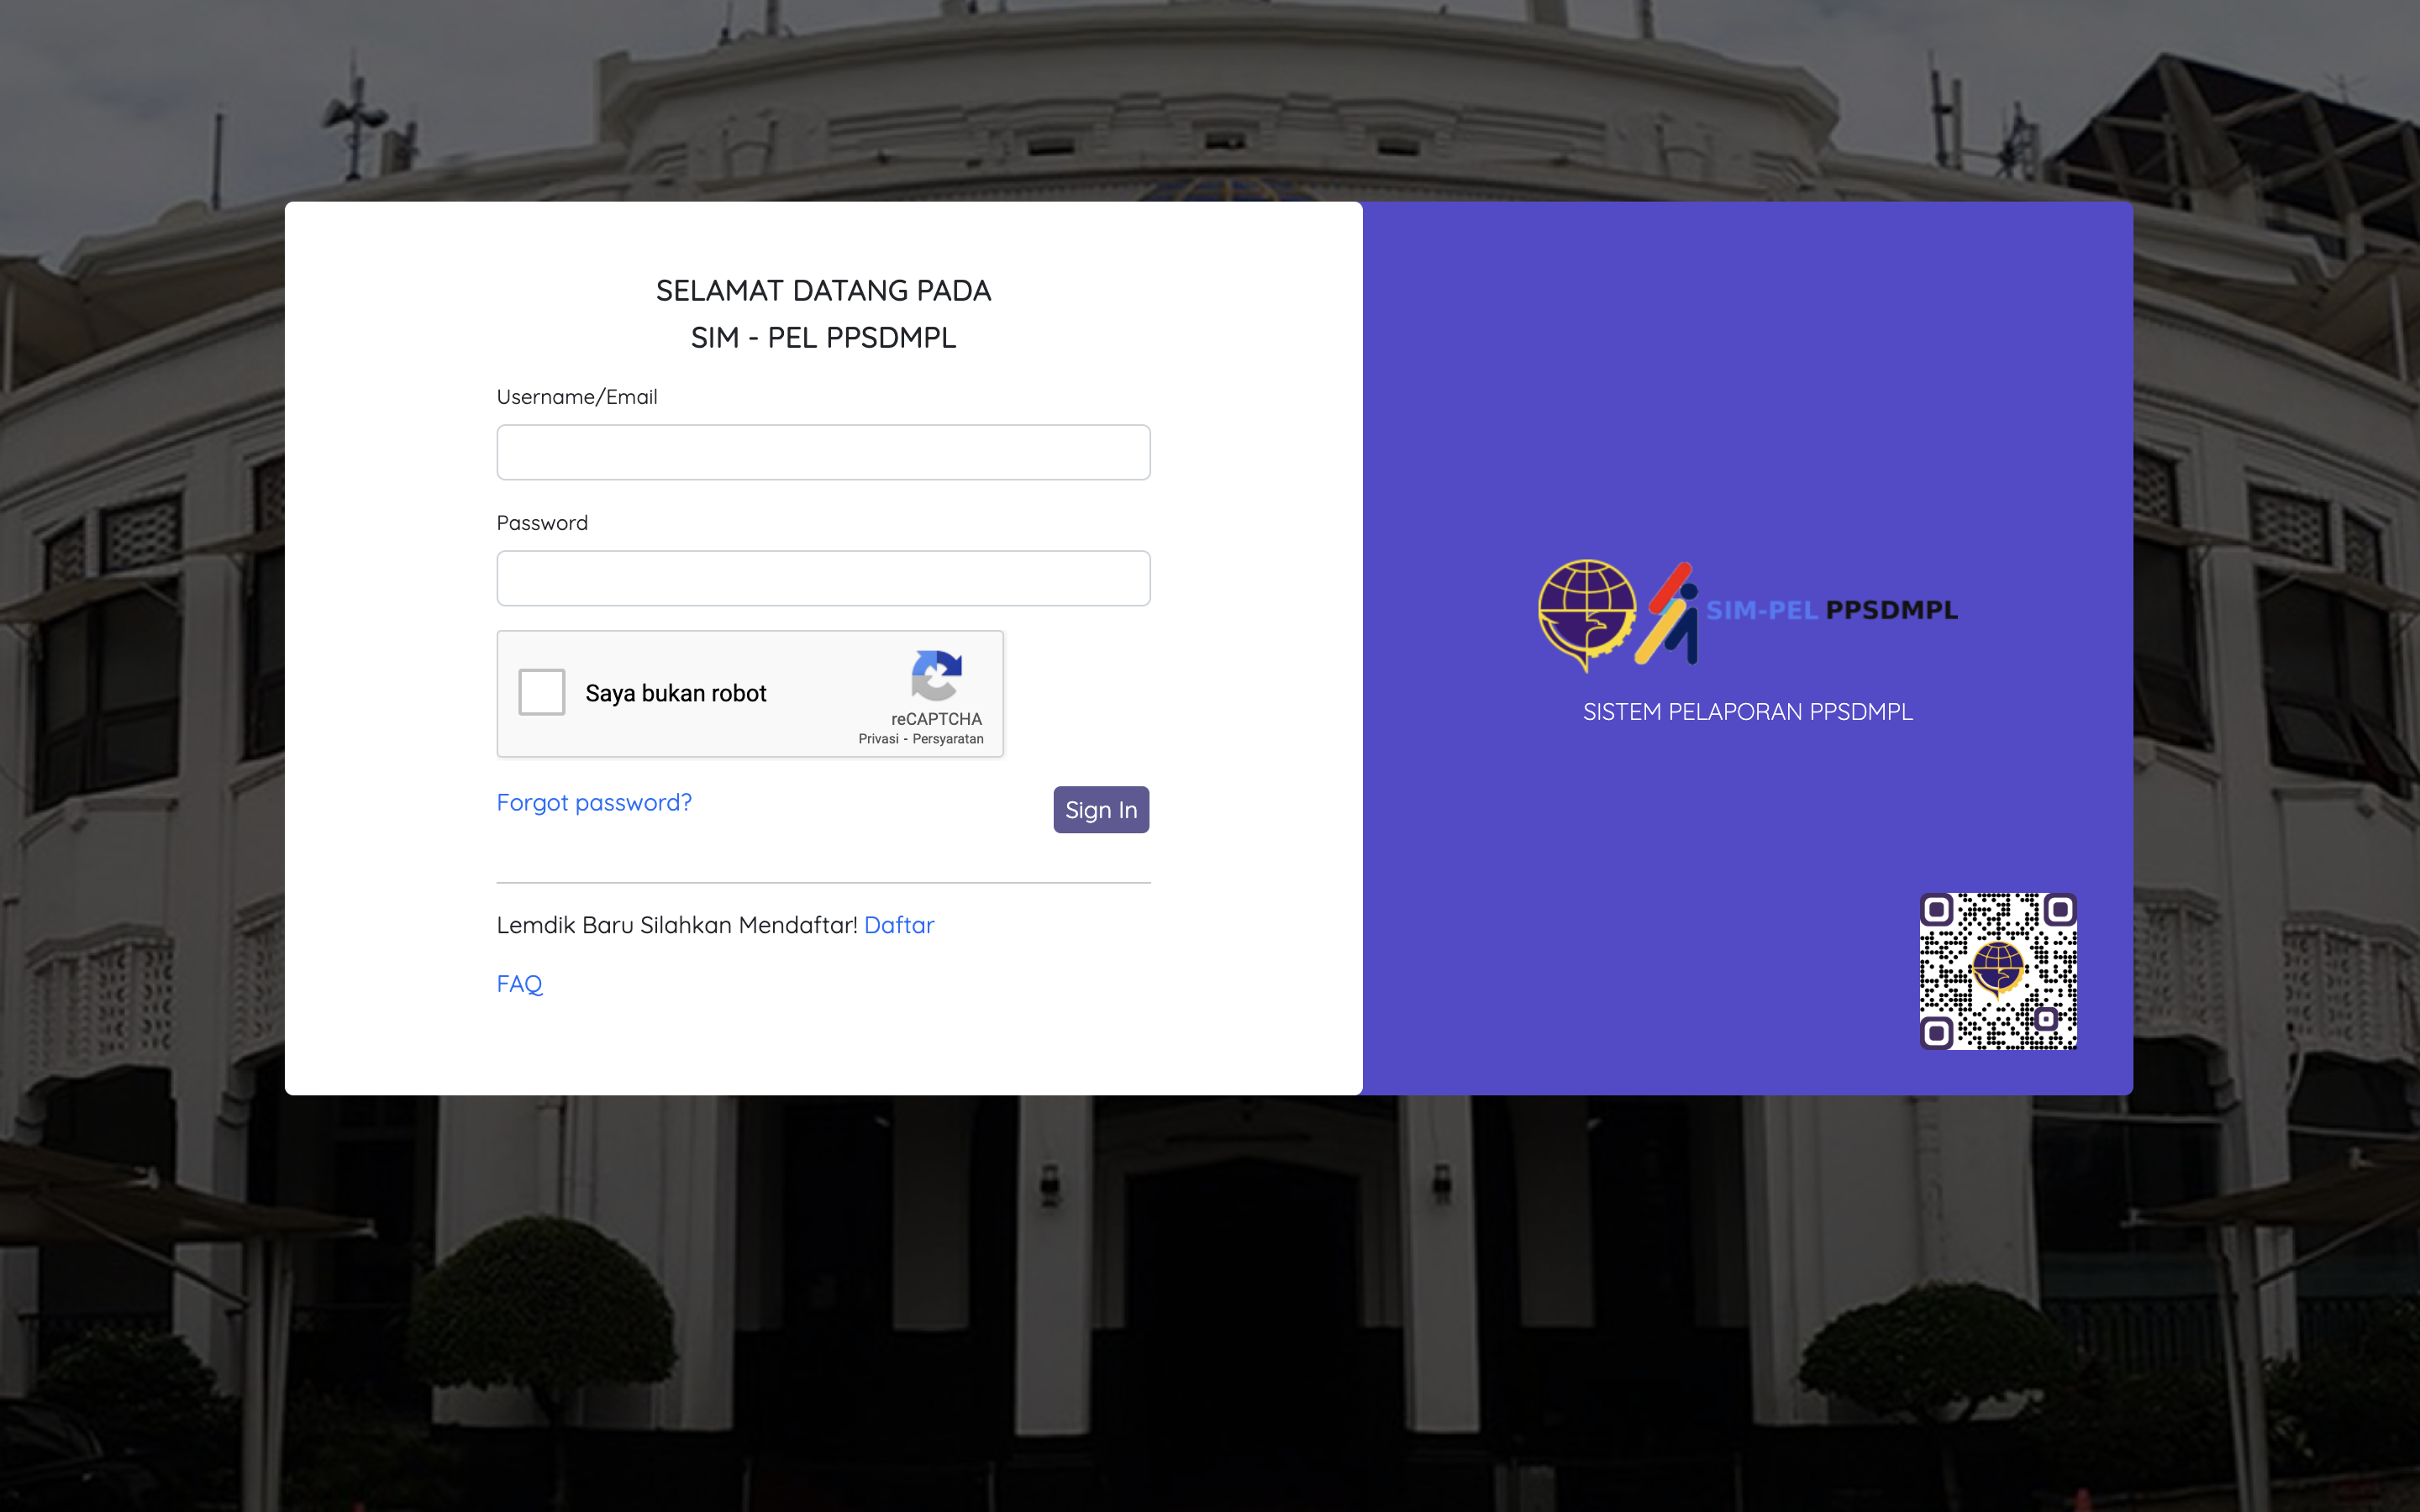 SELAMAT DATANG PADA
SIM - PEL PPSDMPL
Username/Email
Password
Saya bukan robot
reCAPTCHA
Privasi - Persyaratan
Forgot password?
Sign In
Lemdik Baru Silahkan Mendaftar! Daftar
FAQ
SIM-PEL PPSDMPL
SISTEM PELAPORAN PPSDMPL